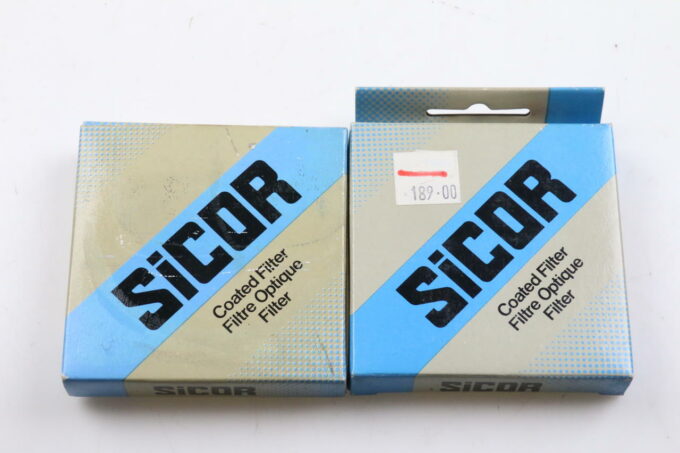 SiCOR
Coated Filter
Filtre Optique
Filter
SiCOR
189.00
SiCOR
Coated Filter
Filtre Optique
Filter
SiCOR